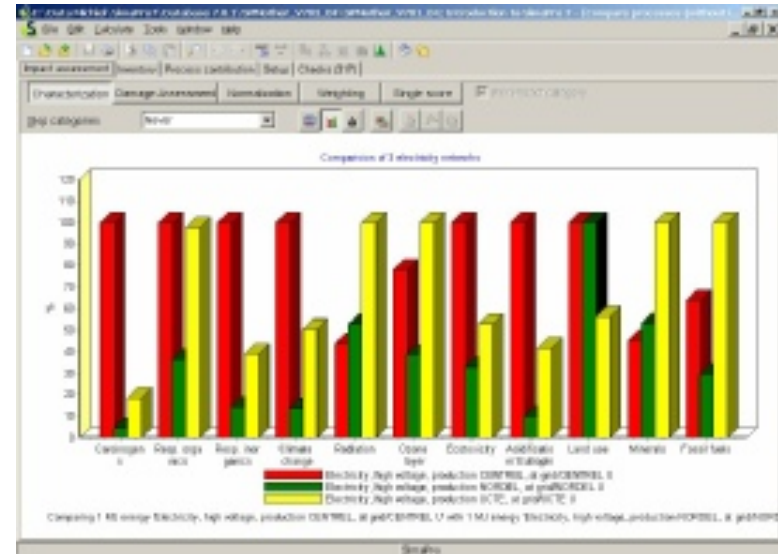 File Edit Calculate Tools Window Help
Impact assessment Inventory Process contribution Setup Checks
Characterization Damage Assessment Normalization Weighting Single score
Skip categories Never
Comparison of 3 electricity networks
120
110
100
90
80
70
60
50
40
30
20
10
0
%
Carcinogens Resp. organics Resp. inorganics Climate change Radiation Ozone layer Ecotoxicity Acidification/ Eutrophi Land use Minerals Fossil fuels
Electricity, high voltage, production CENTREL, at grid/CENTREL U
Electricity, high voltage, production NORDEL, at grid/NORDEL U
Electricity, high voltage, production UCTE, at grid/UCTE U
Comparing 1 MJ energy 'Electricity, high voltage, production CENTREL, at grid/CENTREL U' with 1 MJ energy 'Electricity, high voltage, production NORDEL, at grid/NORD
SimaPro